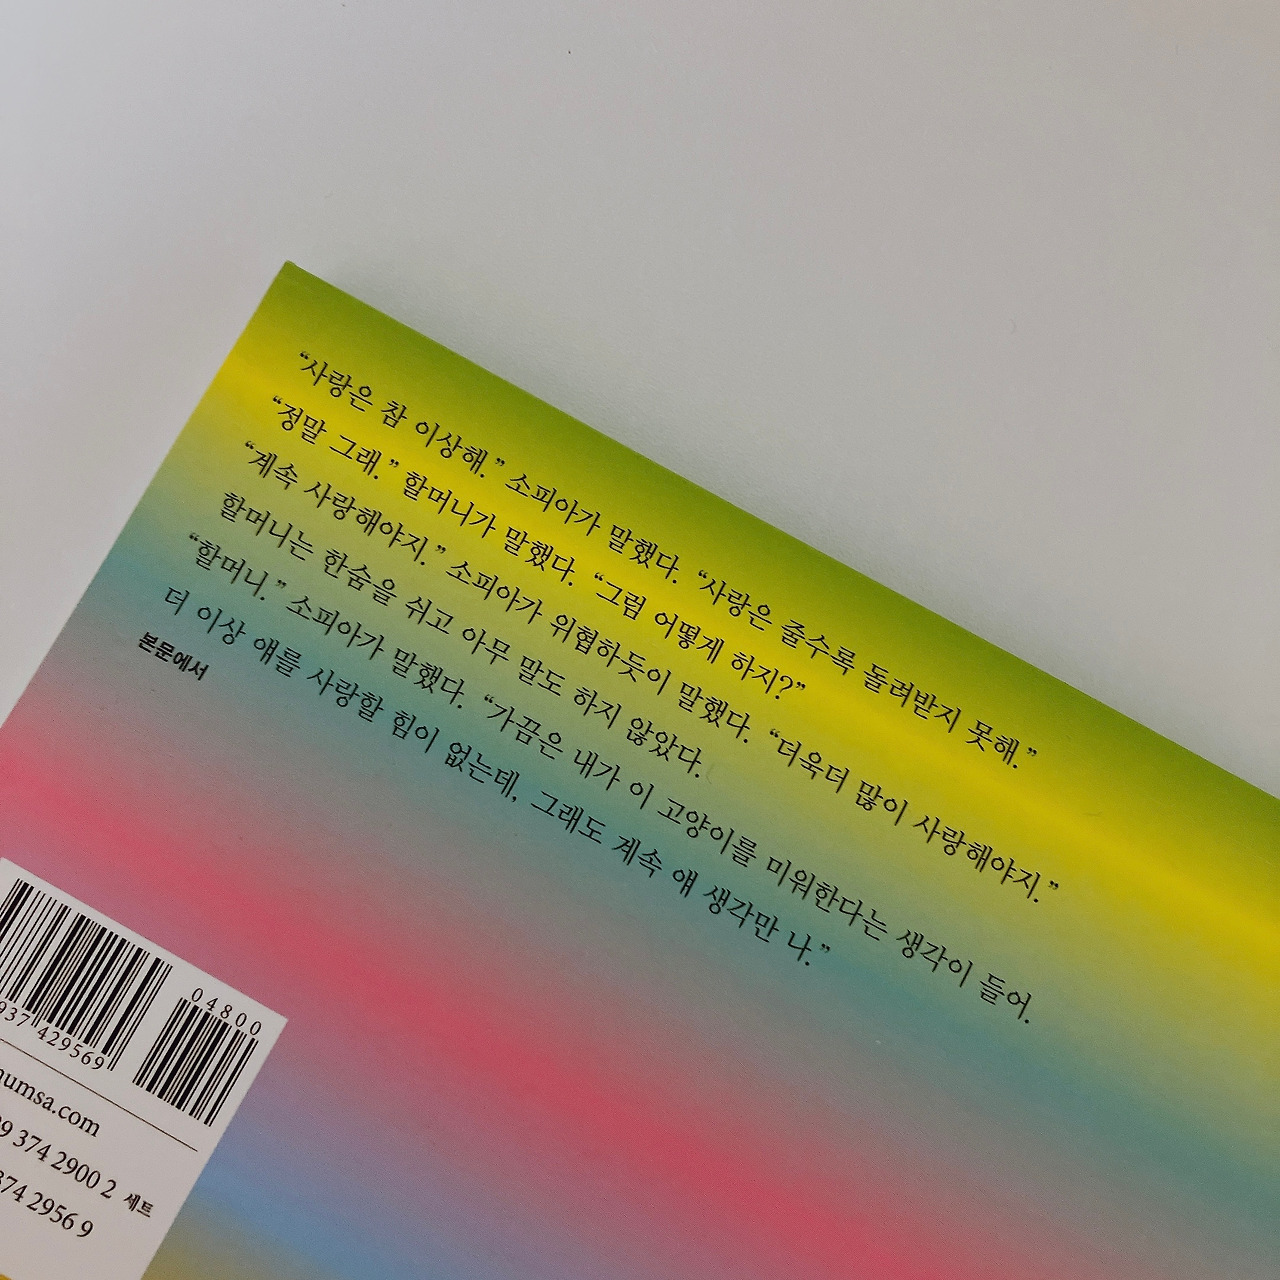 “사랑은 참 이상해.” 소피아가 말했다. “사랑은 줄수록 돌려받지 못해.”
“정말 그래.” 할머니가 말했다. “그럼 어떻게 하지?”
“계속 사랑해야지.” 소피아가 위협하듯이 말했다. “더욱더 많이 사랑해야지.”
할머니는 한숨을 쉬고 아무 말도 하지 않았다.
“할머니.” 소피아가 말했다. “가끔은 내가 이 고양이를 미워한다는 생각이 들어.
더 이상 얘를 사랑할 힘이 없는데, 그래도 계속 얘 생각만 나.”
본문에서
04800
937 429569
numsa.com
9 374 2900 2 세트
374 2956 9